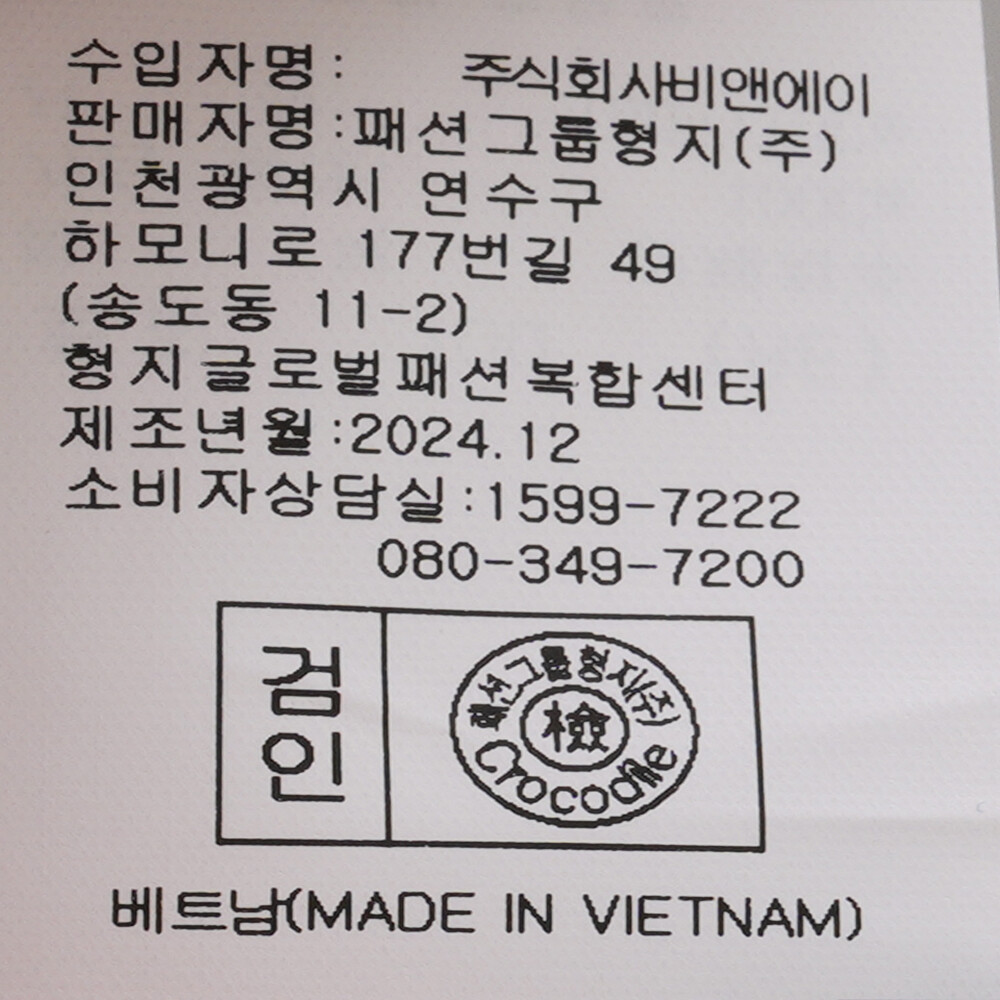 수입자명: 주식회사비앤에이
판매자명:패션그룹형지(주)
인천광역시 연수구
하모니로 177번길 49
(송도동 11-2)
형지글로벌패션복합센터
제조년월:2024.12
소비자상담실:1599-7222
080-349-7200
검
인
패션그룹형지(주)
檢
Crocodile
베트남(MADE IN VIETNAM)